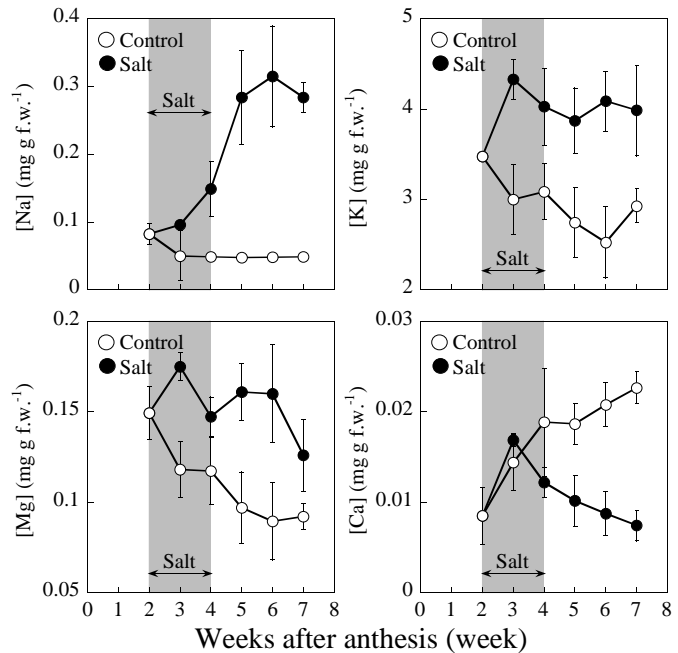 0.4
0.3
0.2
0.1
0
[Na] (mg g f.w.-1)
Control
Salt
Salt
5
4
3
2
[K] (mg g f.w.-1)
Control
Salt
Salt
0.2
0.15
0.1
0.05
[Mg] (mg g f.w.-1)
Control
Salt
Salt
0 1 2 3 4 5 6 7 8
0.03
0.02
0.01
0
[Ca] (mg g f.w.-1)
Control
Salt
Salt
0 1 2 3 4 5 6 7 8
Weeks after anthesis (week)